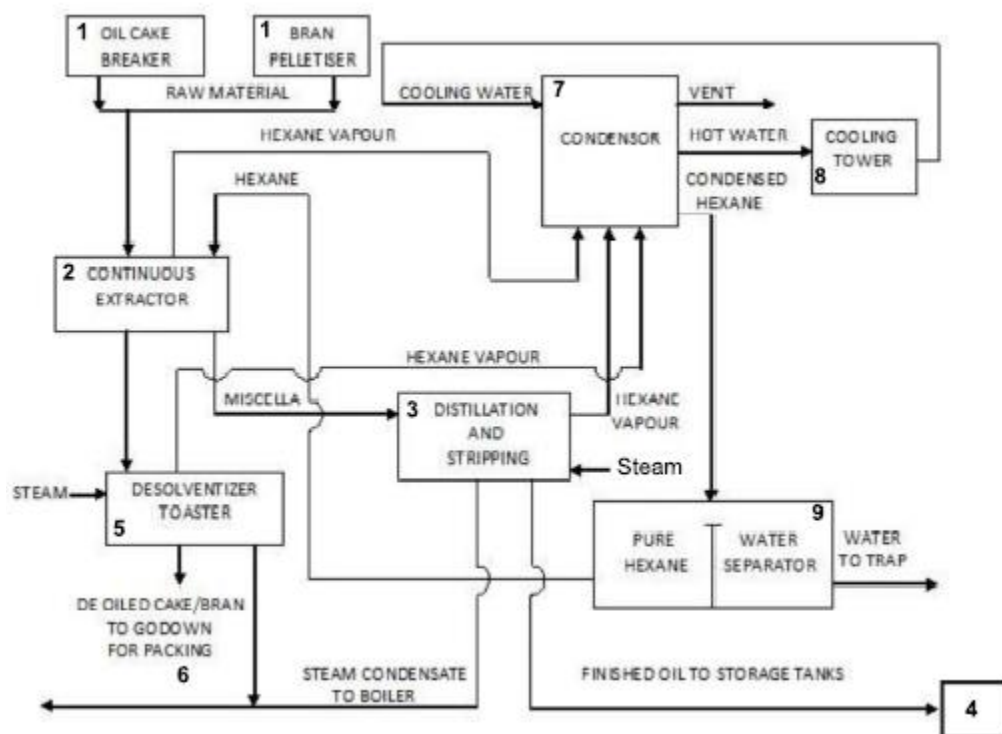 1 OIL CAKE
BREAKER
1 BRAN
PELLETISER
RAW MATERIAL
COOLING WATER
7
CONDENSOR
VENT
HOT WATER
COOLING
TOWER
8
CONDENSED
HEXANE
HEXANE VAPOUR
HEXANE
2 CONTINUOUS
EXTRACTOR
HEXANE VAPOUR
MISCELLA
3 DISTILLATION
AND
STRIPPING
HEXANE
VAPOUR
Steam
STEAM
DESOLVENTIZER
TOASTER
5
9
PURE
HEXANE
WATER
SEPARATOR
WATER
TO TRAP
DE OILED CAKE/BRAN
TO GODOWN
FOR PACKING
6
STEAM CONDENSATE
TO BOILER
FINISHED OIL TO STORAGE TANKS
4